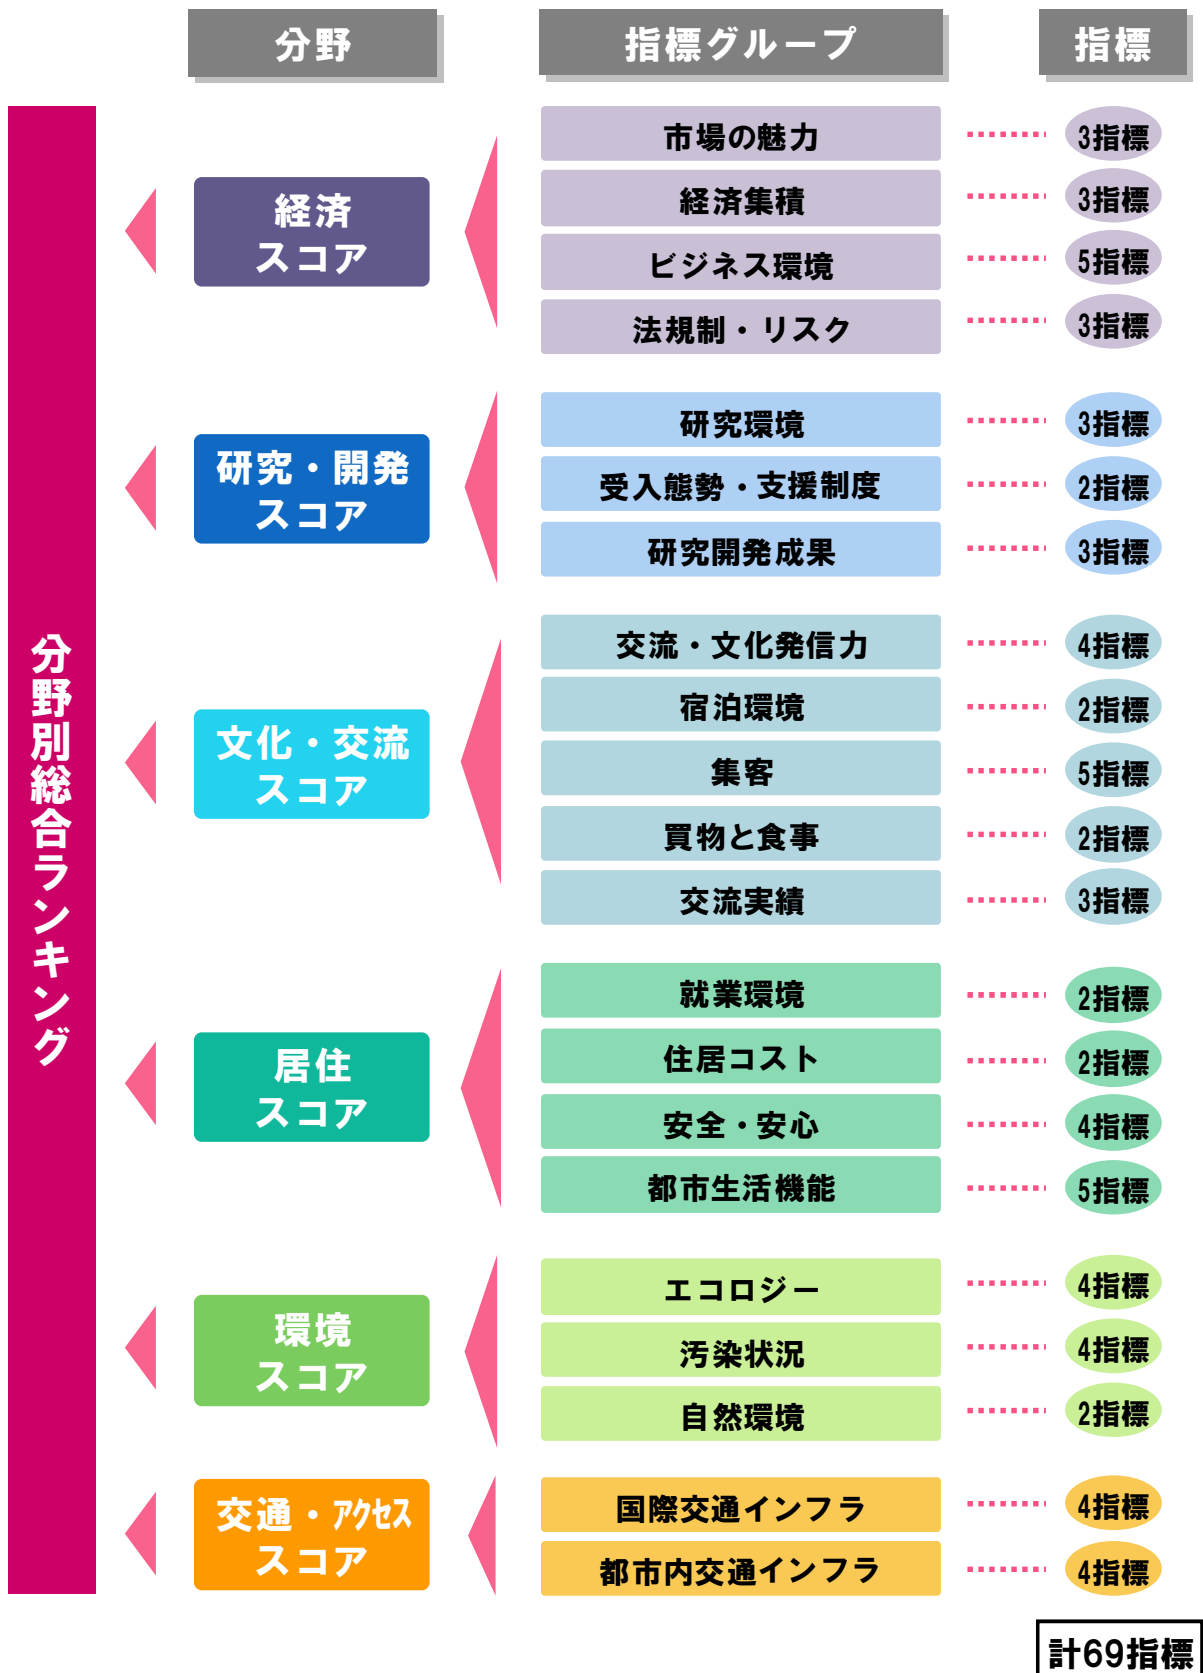 分野
指標グループ
指標
分野別総合ランキング
経済
スコア
市場の魅力
3指標
経済集積
3指標
ビジネス環境
5指標
法規制・リスク
3指標
研究・開発
スコア
研究環境
3指標
受入態勢・支援制度
2指標
研究開発成果
3指標
文化・交流
スコア
交流・文化発信力
4指標
宿泊環境
2指標
集客
5指標
買物と食事
2指標
交流実績
3指標
居住
スコア
就業環境
2指標
住居コスト
2指標
安全・安心
4指標
都市生活機能
5指標
環境
スコア
エコロジー
4指標
汚染状況
4指標
自然環境
2指標
交通・アクセス
スコア
国際交通インフラ
4指標
都市内交通インフラ
4指標
計69指標